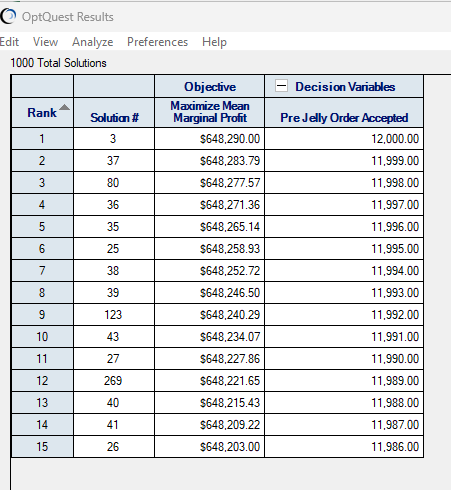 OptQuest Results
Edit View Analyze Preferences Help
1000 Total Solutions
Objective Decision Variables
Rank Solution # Maximize Mean Marginal Profit Pre Jelly Order Accepted
1 3 $648,290.00 12,000.00
2 37 $648,283.79 11,999.00
3 80 $648,277.57 11,998.00
4 36 $648,271.36 11,997.00
5 35 $648,265.14 11,996.00
6 25 $648,258.93 11,995.00
7 38 $648,252.72 11,994.00
8 39 $648,246.50 11,993.00
9 123 $648,240.29 11,992.00
10 43 $648,234.07 11,991.00
11 27 $648,227.86 11,990.00
12 269 $648,221.65 11,989.00
13 40 $648,215.43 11,988.00
14 41 $648,209.22 11,987.00
15 26 $648,203.00 11,986.00